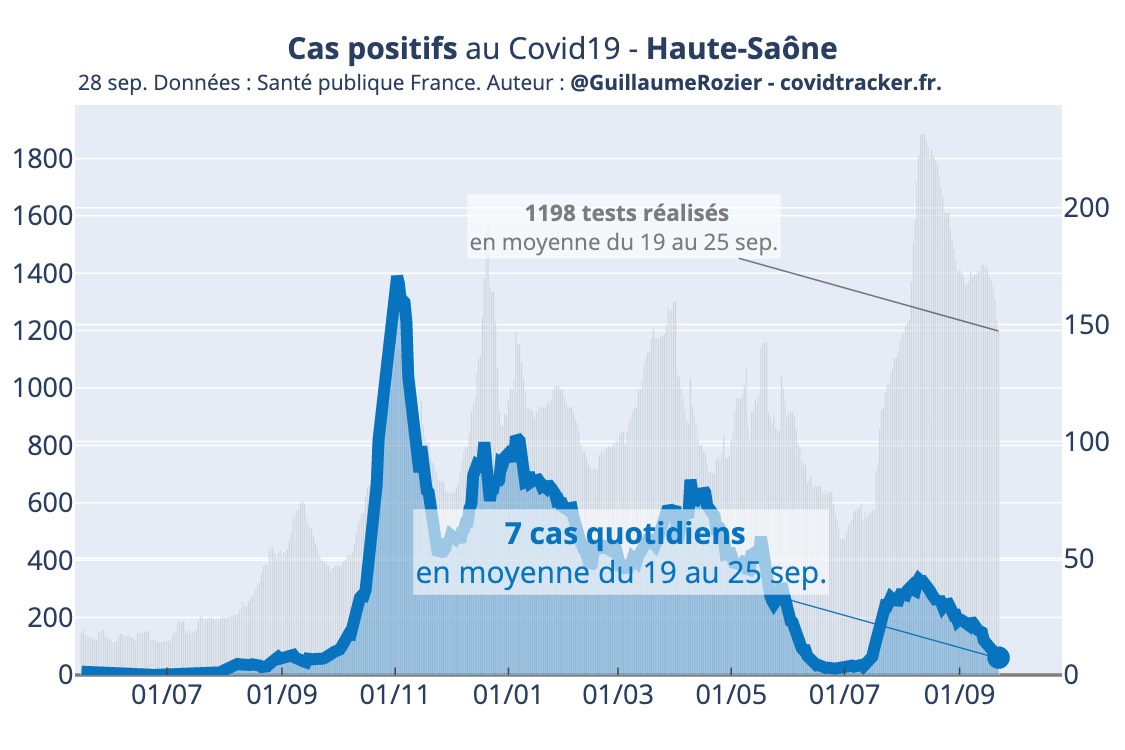 Cas positifs au Covid19 - Haute-Saône
28 sep. Données : Santé publique France. Auteur : @GuillaumeRozier - covidtracker.fr.
1800
1600
1400
1200
1000
800
600
400
200
0
200
150
100
50
0
1198 tests réalisés
en moyenne du 19 au 25 sep.
7 cas quotidiens
en moyenne du 19 au 25 sep.
01/07 01/09 01/11 01/01 01/03 01/05 01/07 01/09